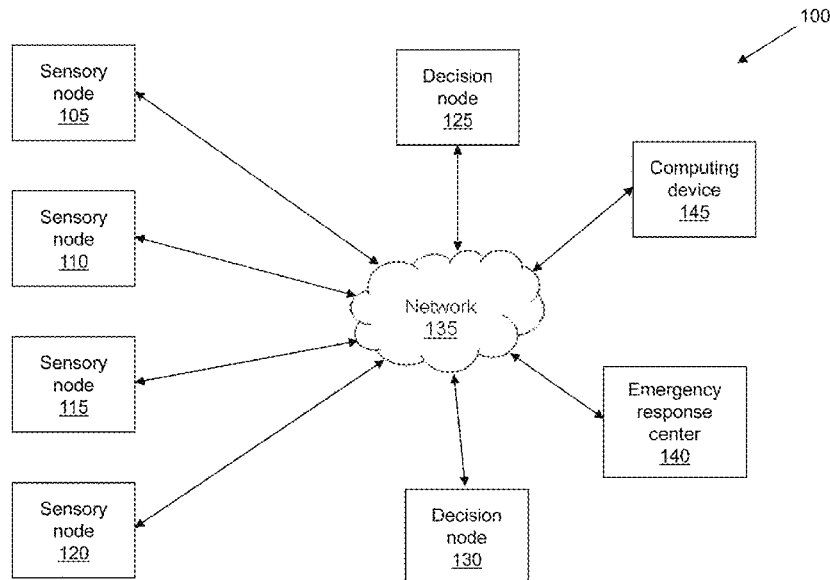 100
Sensory
node
105
Decision
node
125
Computing
device
145
Sensory
node
110
Network
135
Sensory
node
115
Emergency
response
center
140
Sensory
node
120
Decision
node
130